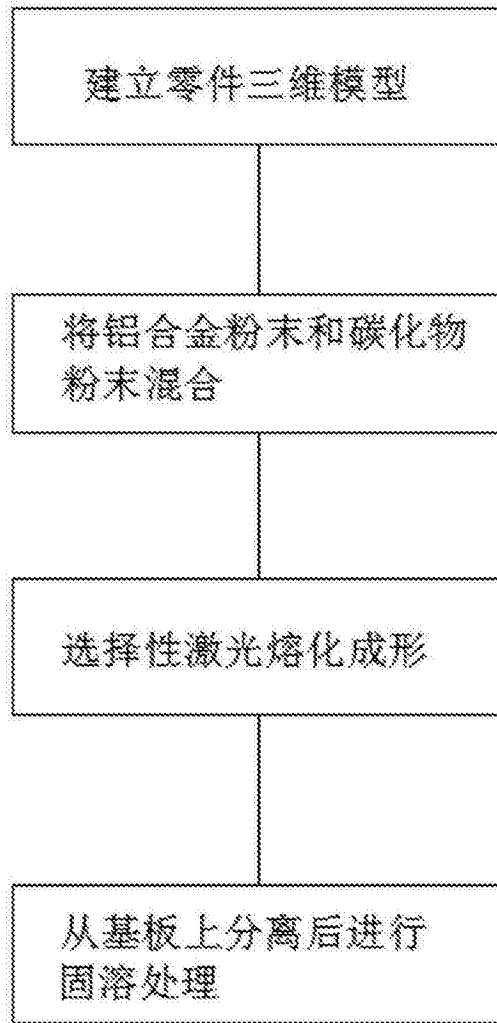 建立零件三维模型
将铝合金粉末和碳化物
粉末混合
选择性激光熔化成形
从基板上分离后进行
固溶处理